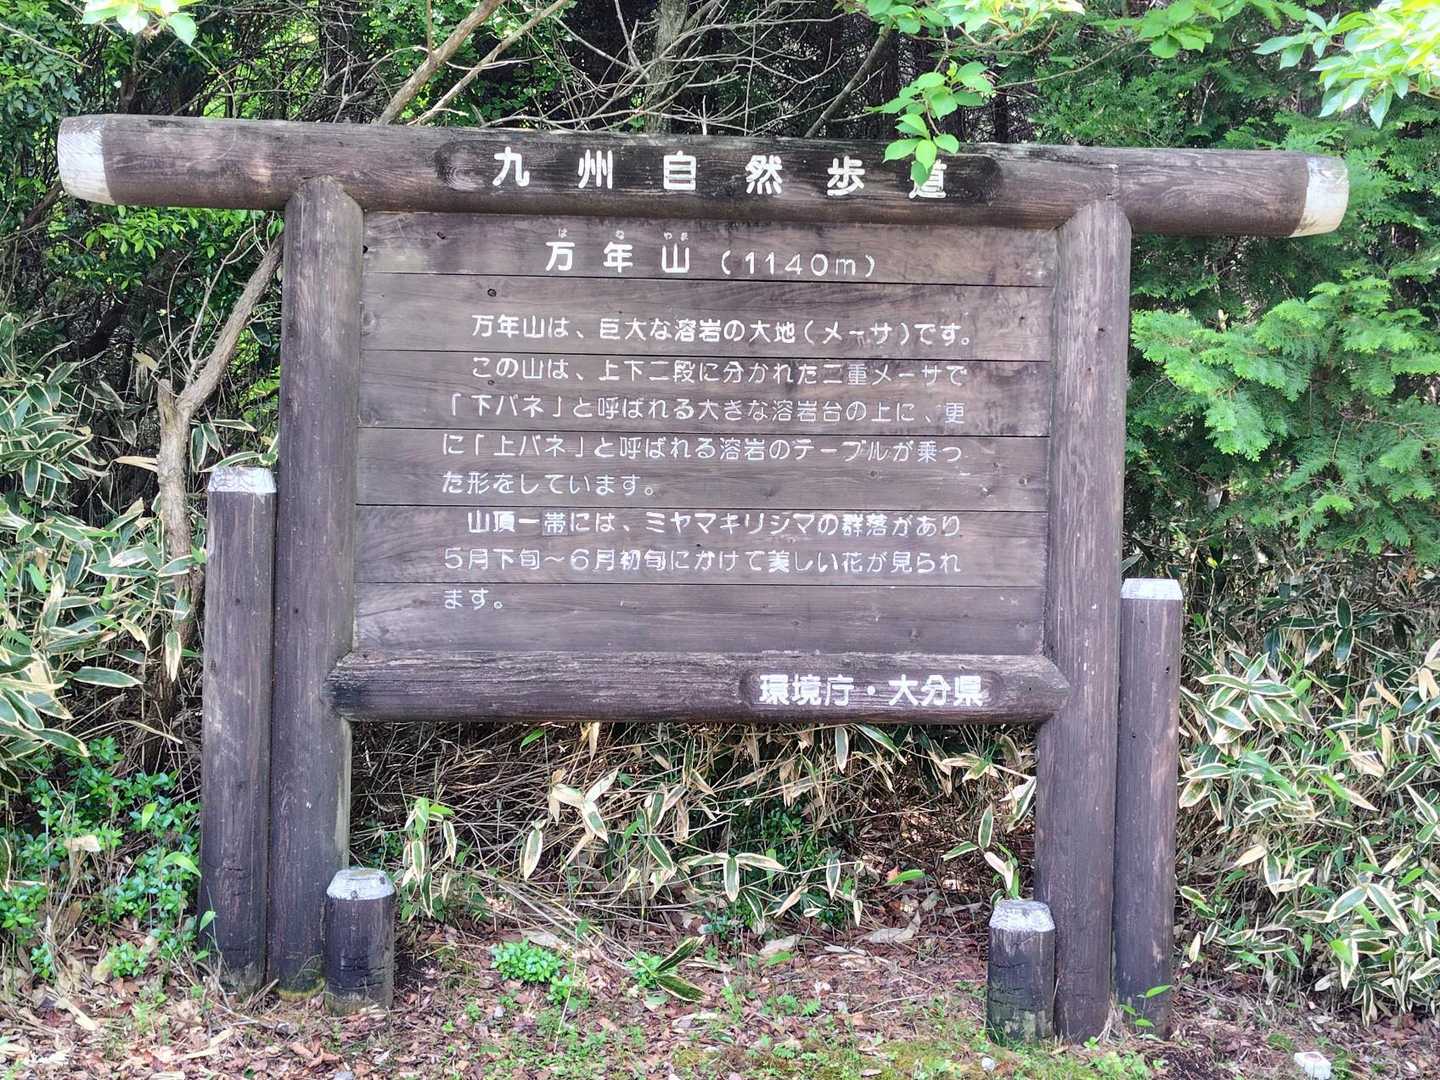 九州自然歩道
はねやま
万年山（1140m）
万年山は、巨大な溶岩の大地（メーサ）です。
この山は、上下二段に分かれた二重メーサで
「下バネ」と呼ばれる大きな溶岩台の上に、更
に「上バネ」と呼ばれる溶岩のテーブルが乗っ
た形をしています。
山頂一帯には、ミヤマキリシマの群落があり
5月下旬～6月初旬にかけて美しい花が見られ
ます。
環境庁・大分県